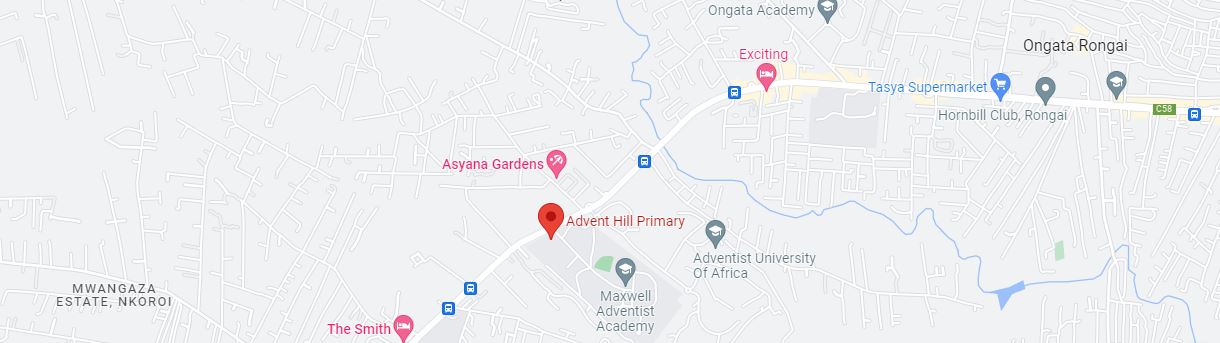 Ongata Academy
Exciting
Ongata Rongai
Tasya Supermarket
Hornbill Club, Rongai
C58
Asyana Gardens
Advent Hill Primary
Adventist University
Of Africa
Maxwell
Adventist
Academy
MWANGAZA
ESTATE, NKOROI
The Smith